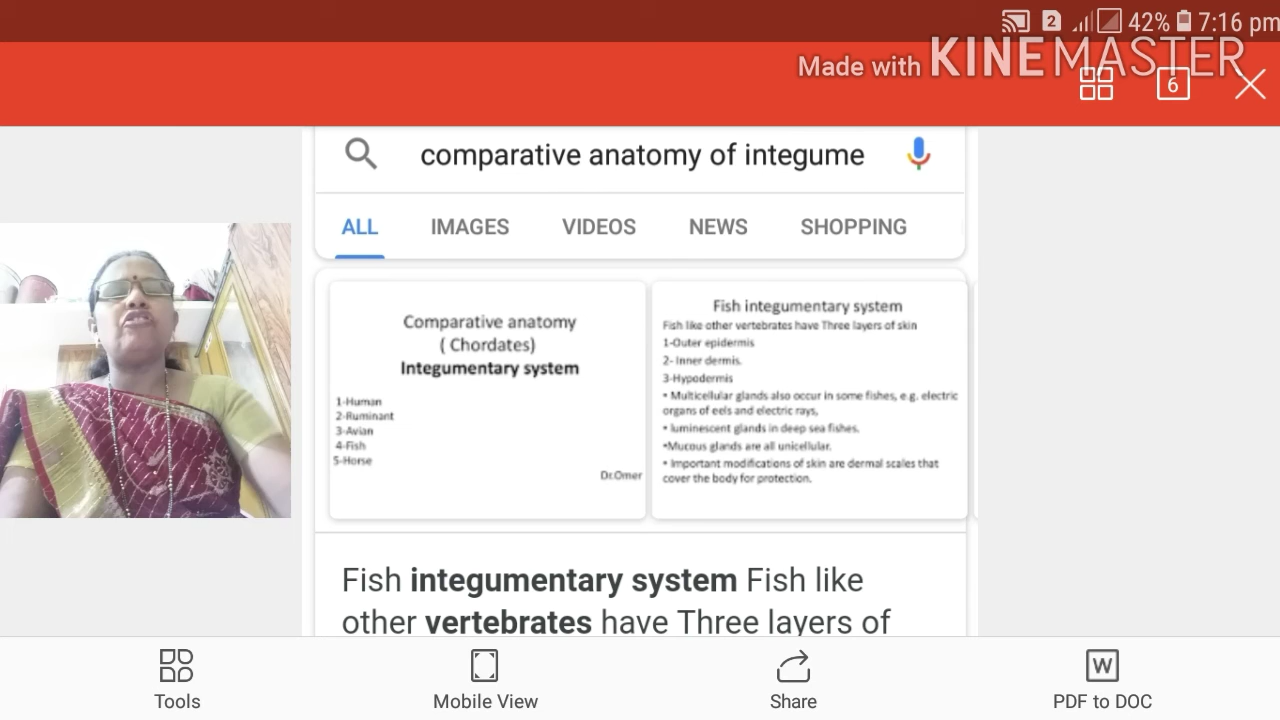 2 42% 7:16 pm
Made with KINEMASTER
6
comparative anatomy of integume
ALL IMAGES VIDEOS NEWS SHOPPING
Comparative anatomy
( Chordates)
Integumentary system
1-Human
2-Ruminant
3-Avian
4-Fish
5-Horse
Dr.Omer
Fish integumentary system
Fish like other vertebrates have Three layers of skin
1-Outer epidermis
2- Inner dermis.
3-Hypodermis
• Multicellular glands also occur in some fishes, e.g. electric
organs of eels and electric rays,
• luminescent glands in deep sea fishes.
•Mucous glands are all unicellular.
• Important modifications of skin are dermal scales that
cover the body for protection.
Fish integumentary system Fish like
other vertebrates have Three layers of
Tools Mobile View Share PDF to DOC
W